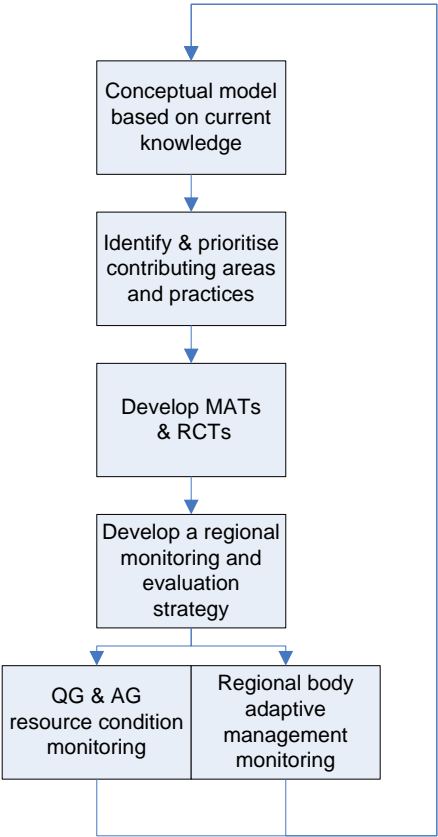 Conceptual model
based on current
knowledge
Identify & prioritise
contributing areas
and practices
Develop MATs
& RCTs
Develop a regional
monitoring and
evaluation
strategy
QG & AG
resource condition
monitoring
Regional body
adaptive
management
monitoring